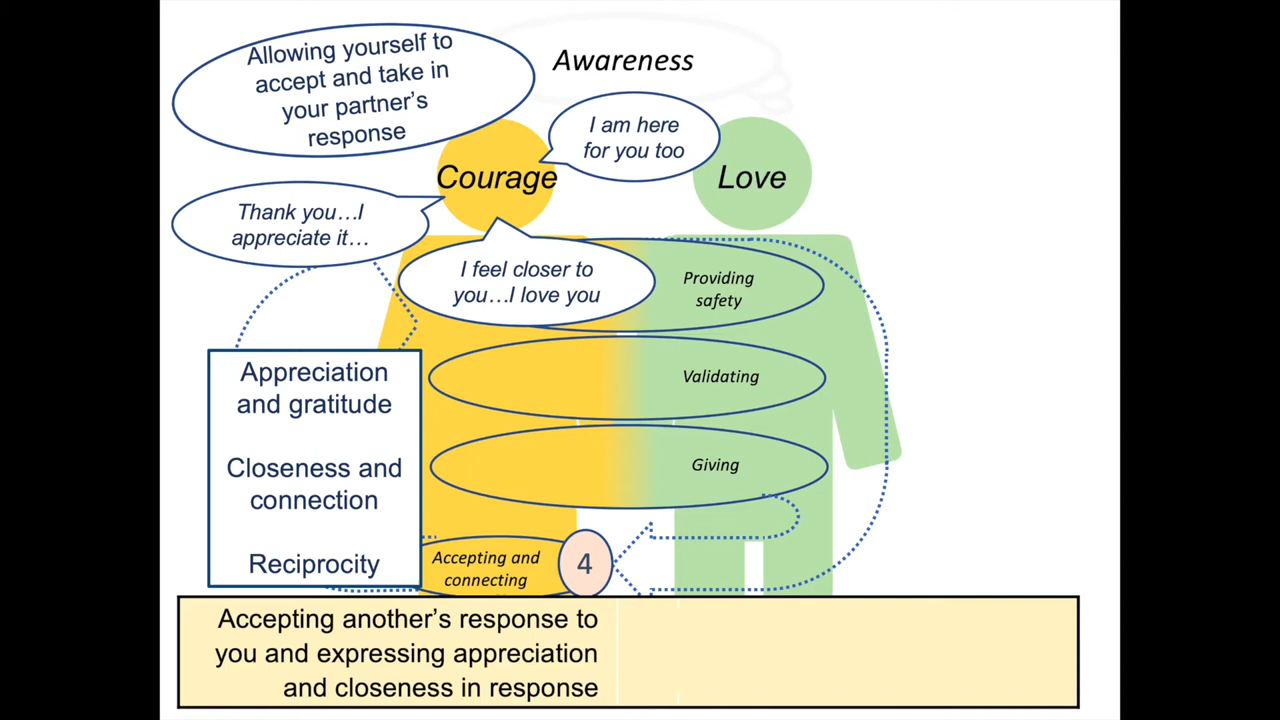 Allowing yourself to
accept and take in
your partner’s
response
Awareness
I am here
for you too
Courage
Love
Thank you…I
appreciate it…
I feel closer to
you…I love you
Providing
safety
Validating
Giving
Appreciation
and gratitude
Closeness and
connection
Reciprocity
Accepting and
connecting
4
Accepting another’s response to
you and expressing appreciation
and closeness in response